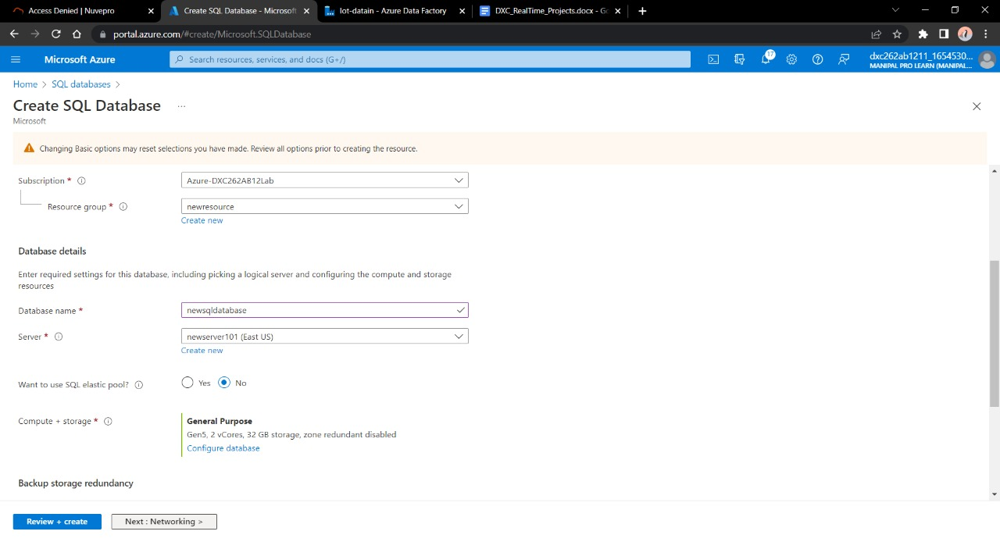 Access Denied | Nuvepro
Create SQL Database - Microsoft
Iot-datain - Azure Data Factory
DXC_RealTime_Projects.docx - Go
portal.azure.com/#create/Microsoft.SQLDatabase
Microsoft Azure
Search resources, services, and docs (G+/)
17
dxc262ab1211_1654530...
MANIPAL PRO LEARN (MANIPAL...
Home > SQL databases >
Create SQL Database ...
Microsoft
Changing Basic options may reset selections you have made. Review all options prior to creating the resource.
Subscription * Azure-DXC262AB12Lab
Resource group * newresource
Create new
Database details
Enter required settings for this database, including picking a logical server and configuring the compute and storage
resources
Database name * newsqldatabase
Server * newserver101 (East US)
Create new
Want to use SQL elastic pool? Yes No
Compute + storage * General Purpose
Gen5, 2 vCores, 32 GB storage, zone redundant disabled
Configure database
Backup storage redundancy
Review + create
Next : Networking >